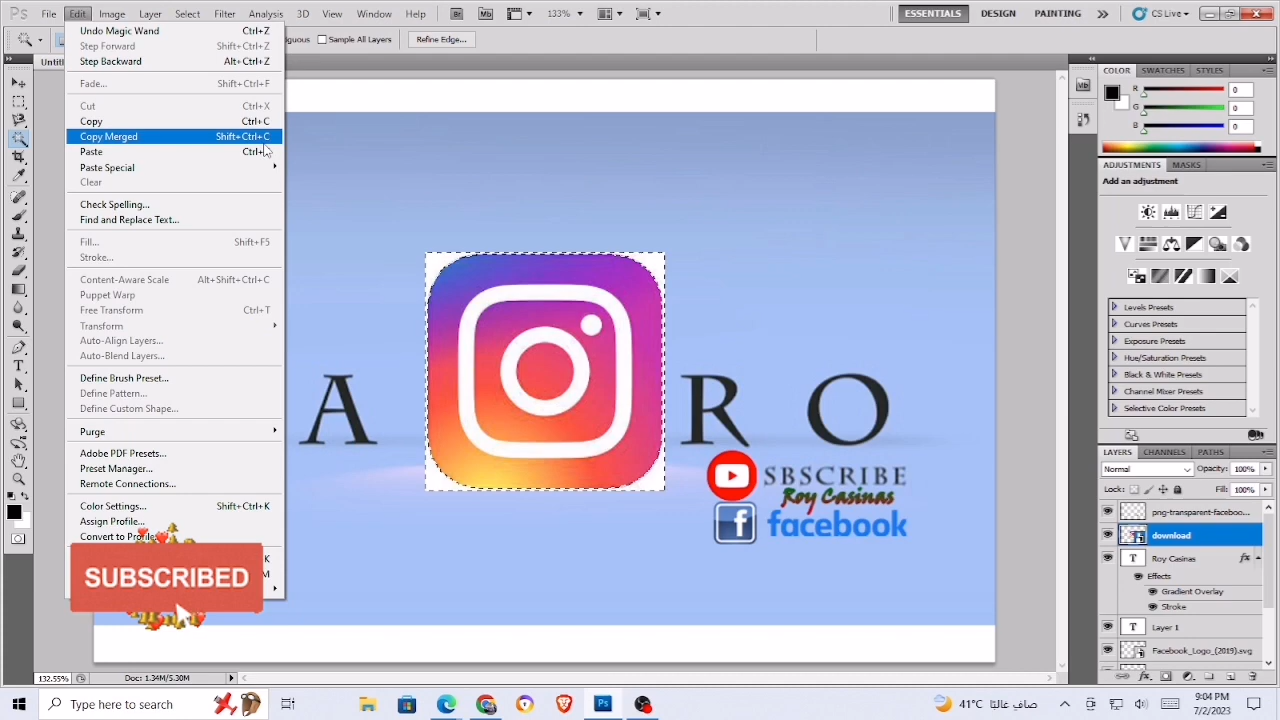 Ps File Edit Image Layer Select Filter Analysis 3D View Window Help Br Mb 133% ESSENTIALS DESIGN PAINTING CS Live
Sample All Layers Refine Edge...
Undo Magic Wand Ctrl+Z
Step Forward Shift+Ctrl+Z
Step Backward Alt+Ctrl+Z
Fade... Shift+Ctrl+F
Cut Ctrl+X
Copy Ctrl+C
Copy Merged Shift+Ctrl+C
Paste
Paste Special
Clear
Check Spelling...
Find and Replace Text...
Fill... Shift+F5
Stroke...
Content-Aware Scale Alt+Shift+Ctrl+C
Puppet Warp
Free Transform Ctrl+T
Transform
Auto-Align Layers...
Auto-Blend Layers...
Define Brush Preset...
Define Pattern...
Define Custom Shape...
Purge
Adobe PDF Presets...
Preset Manager...
Remote Connections...
Color Settings... Shift+Ctrl+K
Assign Profile...
SUBSCRIBED
A R O
SBSCRIBE
Roy Casinas
f facebook
COLOR SWATCHES STYLES
R 0
G 0
B 0
ADJUSTMENTS MASKS
Add an adjustment
Levels Presets
Curves Presets
Exposure Presets
Hue/Saturation Presets
Black & White Presets
Channel Mixer Presets
Selective Color Presets
LAYERS CHANNELS PATHS
Normal Opacity: 100%
Lock: Fill: 100%
png-transparent-faceboo...
download
T Roy Casinas fx
Effects
Gradient Overlay
Stroke
T Layer 1
Facebook_Logo_(2019).svg
132.55% Doc: 1.34M/5.30M
Type here to search
Ps
41°C صافٍ غالبًا
9:04 PM
7/2/2023